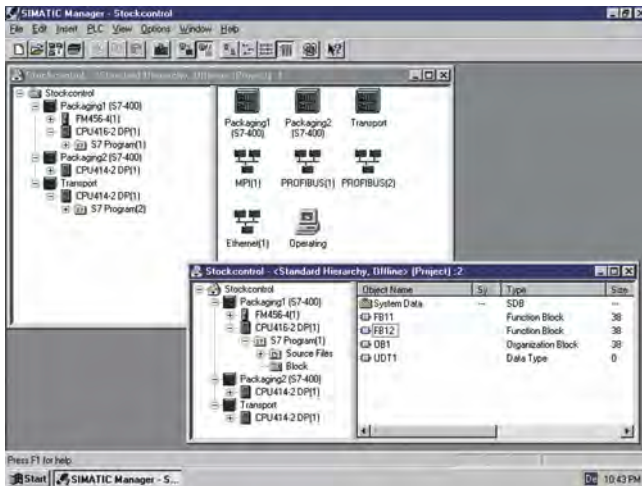 SIMATIC Manager - Stockcontrol
File Edit Insert PLC View Options Window Help
Stockcontrol - <Standard Hierarchy, Offline> (Project) :1
Stockcontrol
Packaging1 (S7-400)
FM456-4(1)
CPU416-2 DP(1)
S7 Program(1)
Packaging2 (S7-400)
CPU414-2 DP(1)
Transport
CPU414-2 DP(1)
S7 Program(2)
Packaging1 (S7-400)
Packaging2 (S7-400)
Transport
MPI(1) PROFIBUS(1) PROFIBUS(2)
Ethernet(1) Operating
Stockcontrol - <Standard Hierarchy, Offline> (Project) :2
Stockcontrol
Packaging1 (S7-400)
FM456-4(1)
CPU416-2 DP(1)
S7 Program(1)
Source Files
Block
Packaging2 (S7-400)
CPU414-2 DP(1)
Transport
CPU414-2 DP(1)
Object Name Sy Type Size
System Data -- SDB --
FB11 Function Block 38
FB12 Function Block 38
OB1 Organization Block 38
UDT1 Data Type 0
Press F1 for help.
Start SIMATIC Manager - S... De 10:43 PM